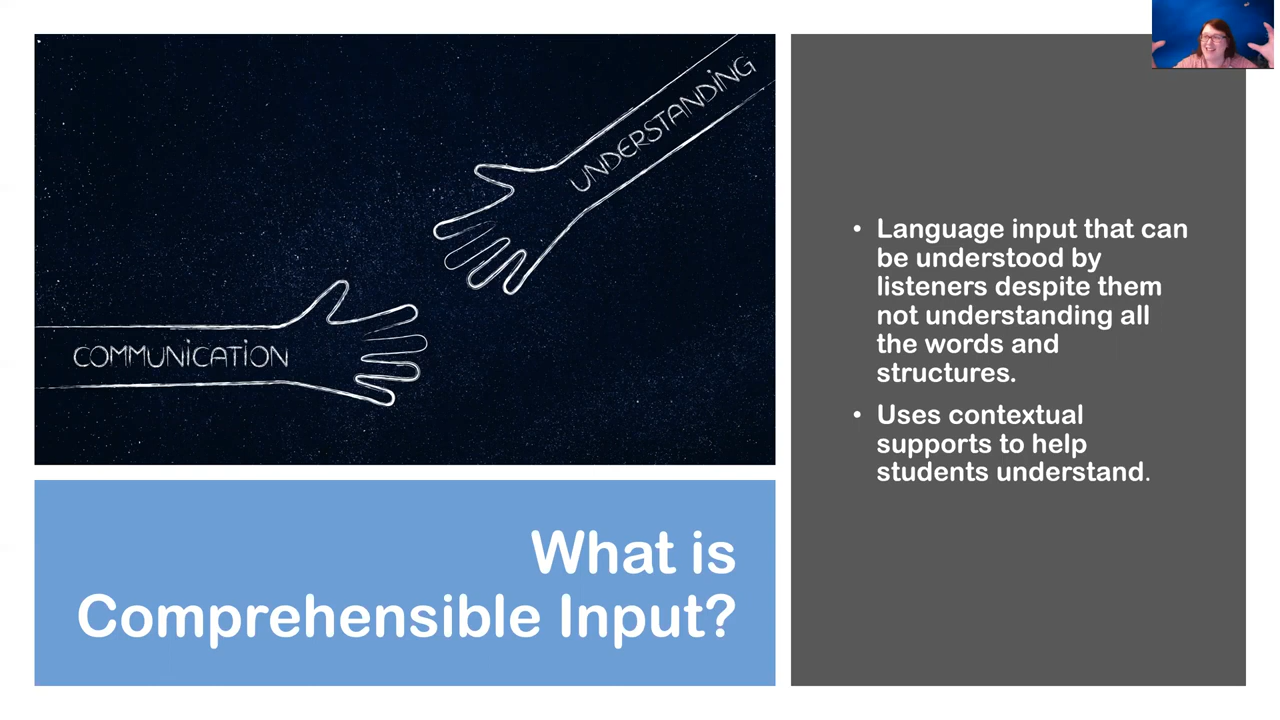 UNDERSTANDING
COMMUNICATION
What is
Comprehensible Input?
• Language input that can
be understood by
listeners despite them
not understanding all
the words and
structures.
• Uses contextual
supports to help
students understand.